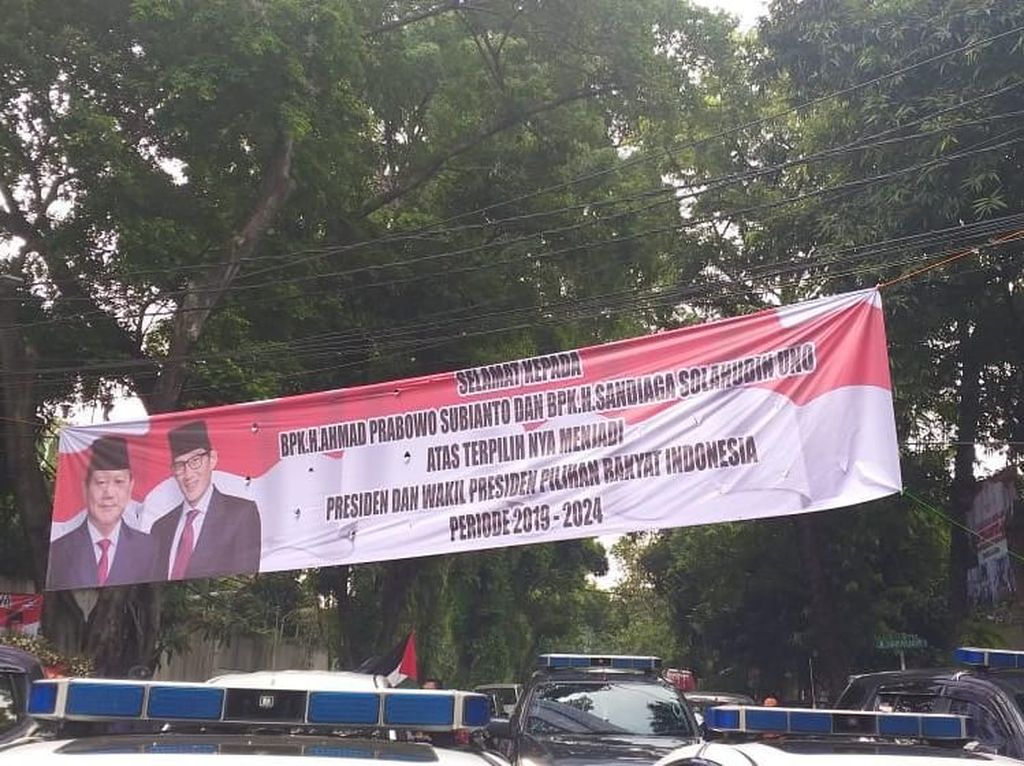 SELAMAT KEPADA
BPK.H.AHMAD PRABOWO SUBIANTO DAN BPK.H.SANDIAGA SOLAHUDIN UNO
ATAS TERPILIH NYA MENJADI
PRESIDEN DAN WAKIL PRESIDEN PILIHAN RAKYAT INDONESIA
PERIODE 2019 - 2024